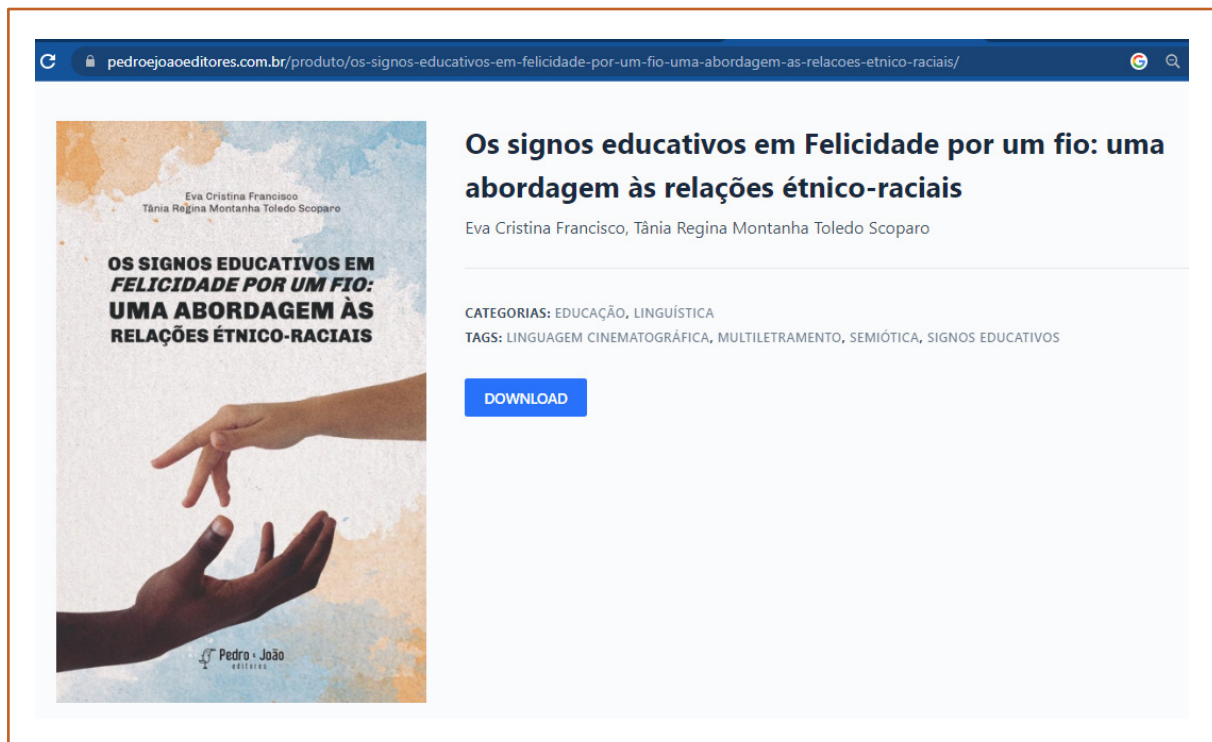 pedroejoaoeditores.com.br/produto/os-signos-educativos-em-felicidade-por-um-fio-uma-abordagem-as-relacoes-etnico-raciais/
Eva Cristina Francisco
Tânia Regina Montanha Toledo Scoparo
OS SIGNOS EDUCATIVOS EM
FELICIDADE POR UM FIO:
UMA ABORDAGEM ÀS
RELAÇÕES ÉTNICO-RACIAIS
Pedro & João
editores
Os signos educativos em Felicidade por um fio: uma
abordagem às relações étnico-raciais
Eva Cristina Francisco, Tânia Regina Montanha Toledo Scoparo
CATEGORIAS: EDUCAÇÃO, LINGUÍSTICA
TAGS: LINGUAGEM CINEMATOGRÁFICA, MULTILETRAMENTO, SEMIÓTICA, SIGNOS EDUCATIVOS
DOWNLOAD